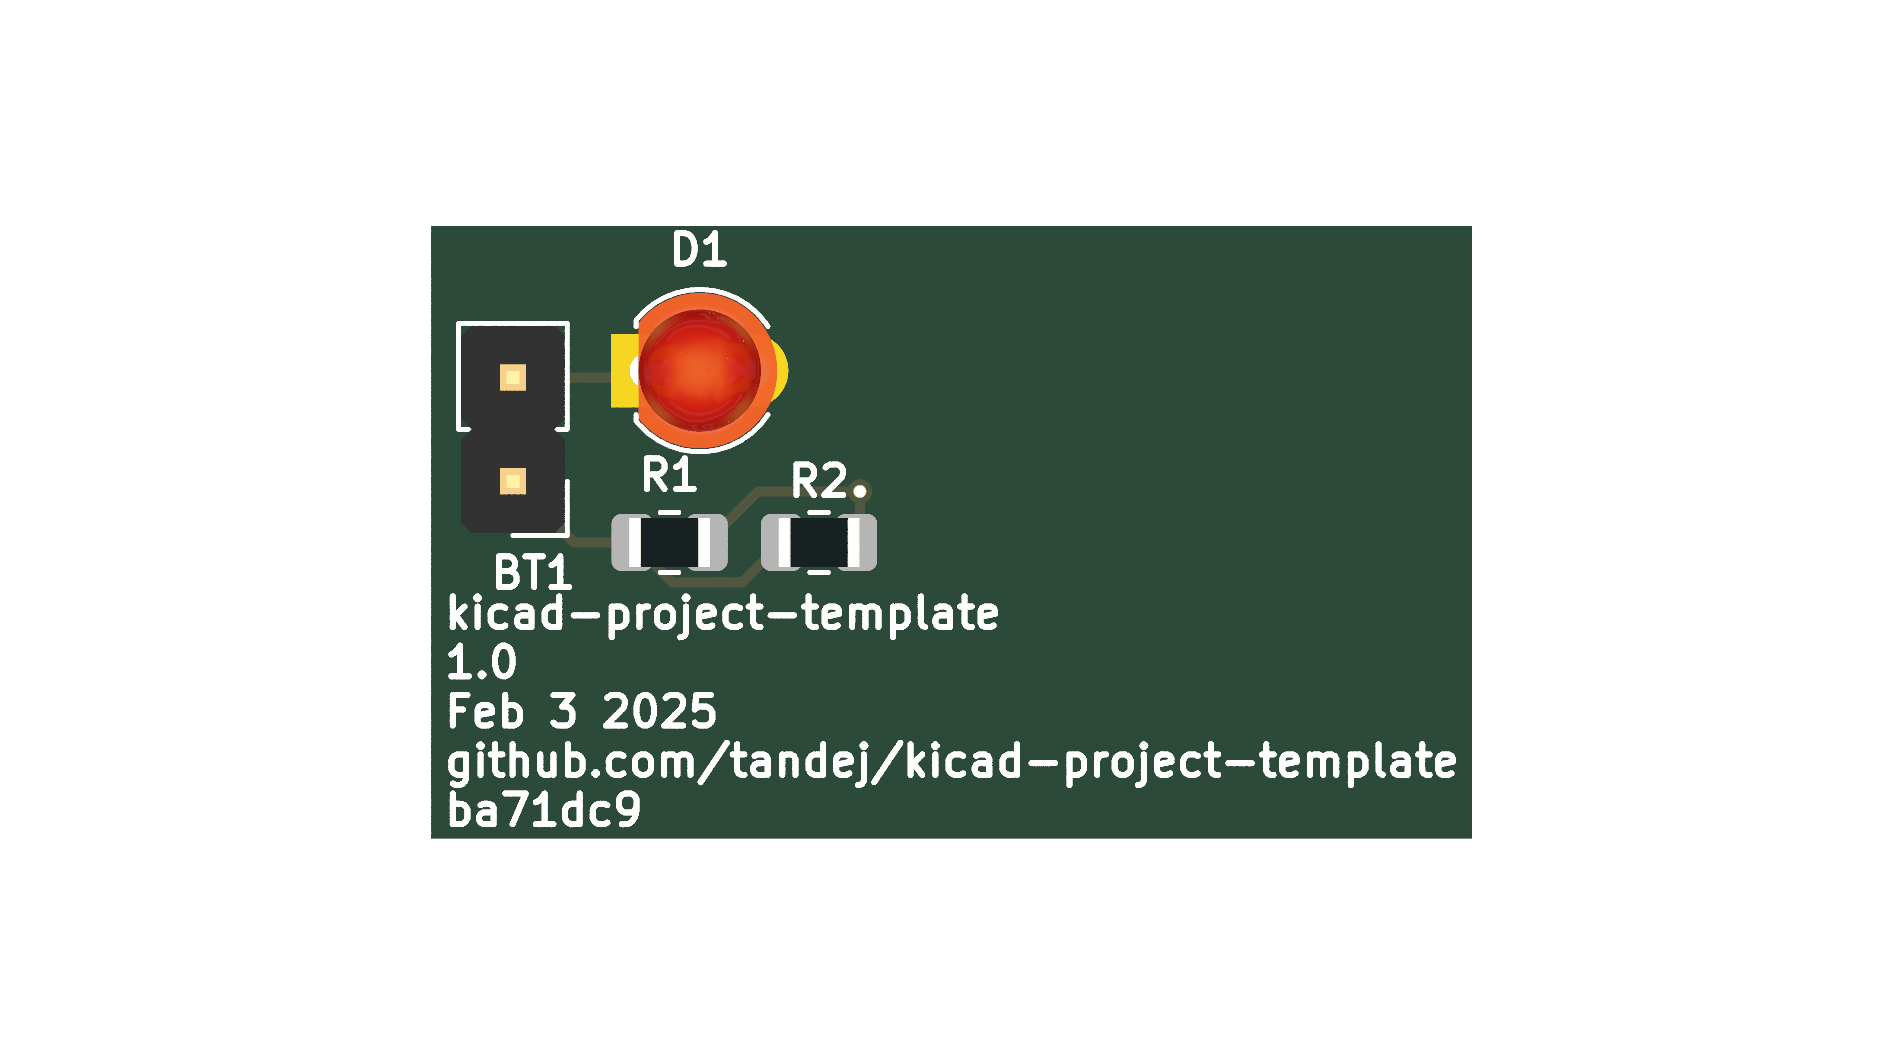 D1
R1
R2
BT1
kicad-project-template
1.0
Feb 3 2025
github.com/tandej/kicad-project-template
ba71dc9